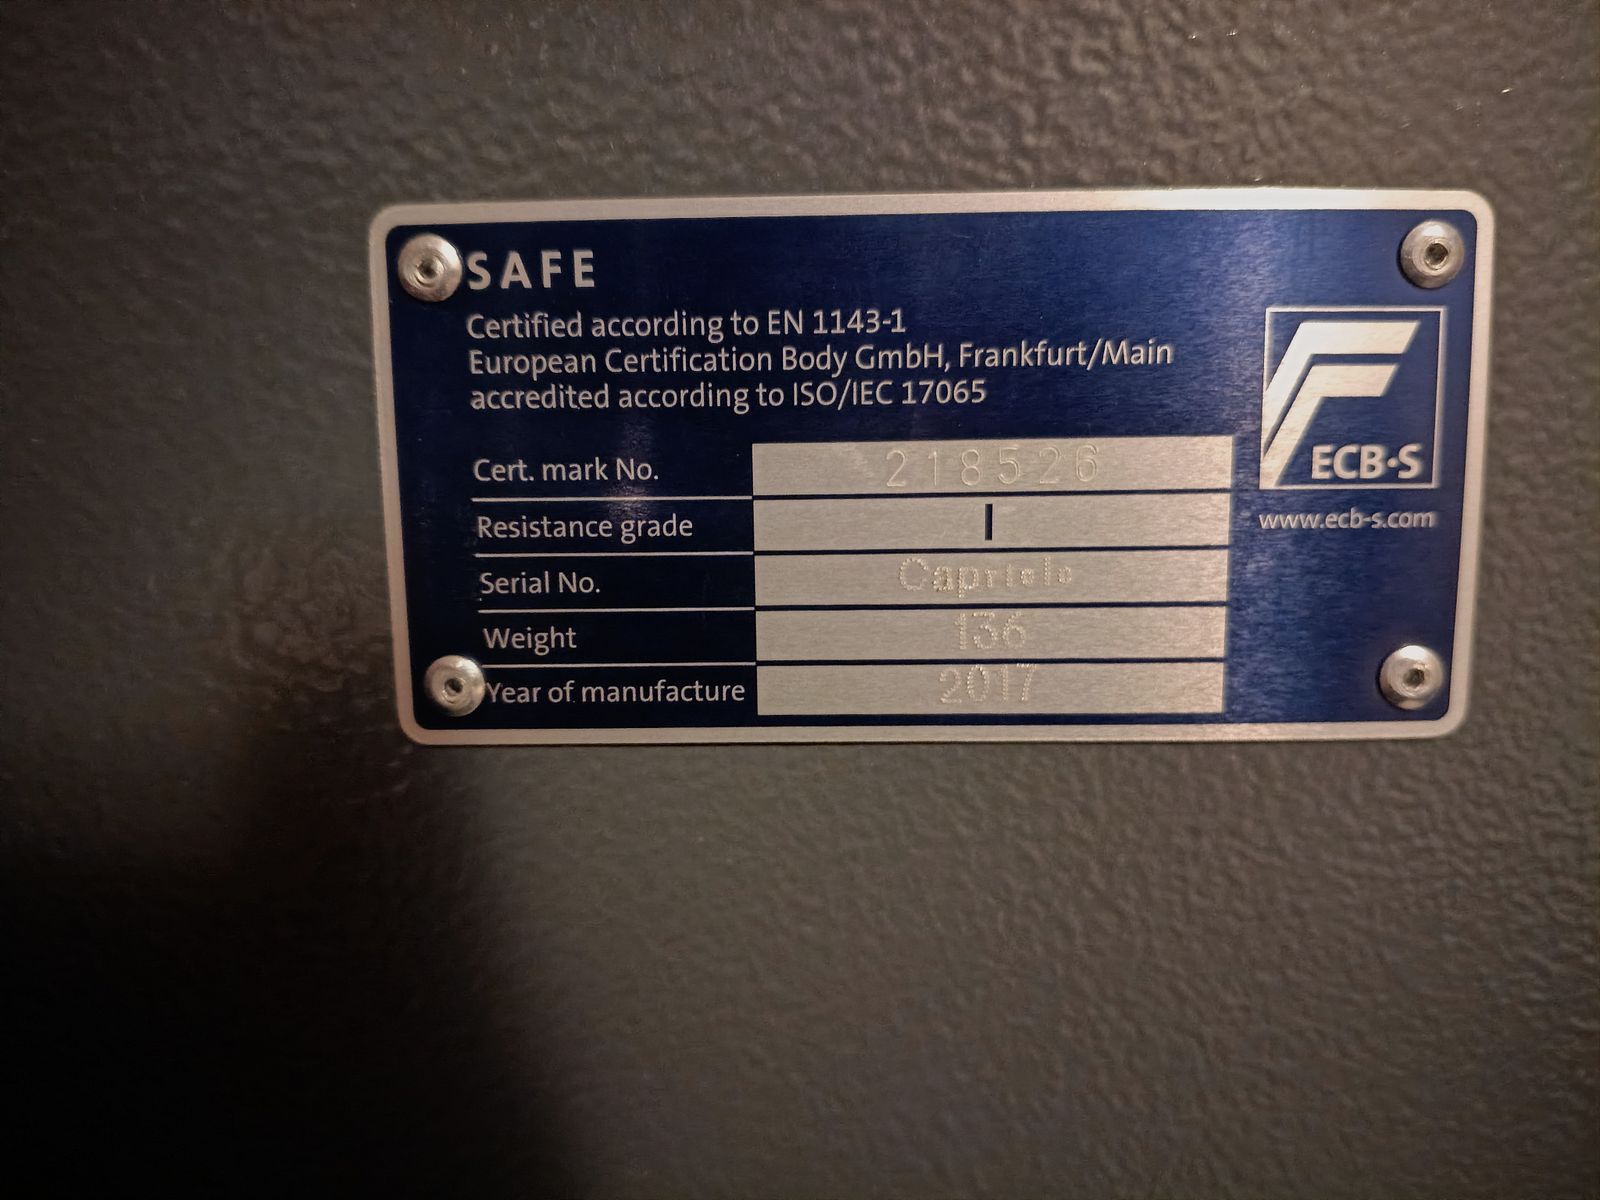 SAFE
Certified according to EN 1143-1
European Certification Body GmbH, Frankfurt/Main
accredited according to ISO/IEC 17065
ECB·S
www.ecb-s.com
Cert. mark No. 218526
Resistance grade I
Serial No. Capriolo
Weight 136
Year of manufacture 2017